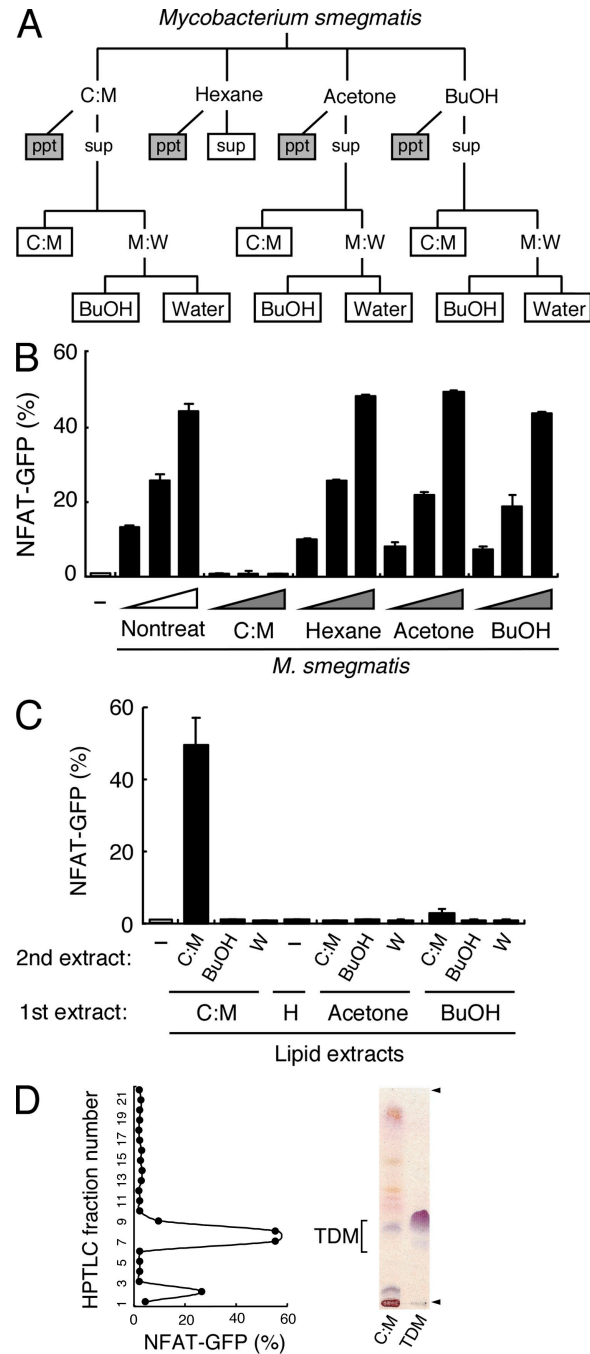 A
Mycobacterium smegmatis
C:M Hexane Acetone BuOH
ppt sup ppt sup ppt sup ppt sup
C:M M:W C:M M:W C:M M:W
BuOH Water BuOH Water BuOH Water
B
NFAT-GFP (%)
60
40
20
0
– Nontreat C:M Hexane Acetone BuOH
M. smegmatis
C
NFAT-GFP (%)
60
40
20
0
2nd extract: – C:M BuOH W – C:M BuOH W C:M BuOH W
1st extract: C:M H Acetone BuOH
Lipid extracts
D
HPTLC fraction number
21
19
17
15
13
11
9
7
5
3
1
0 20 40 60
NFAT-GFP (%)
TDM
C:M TDM